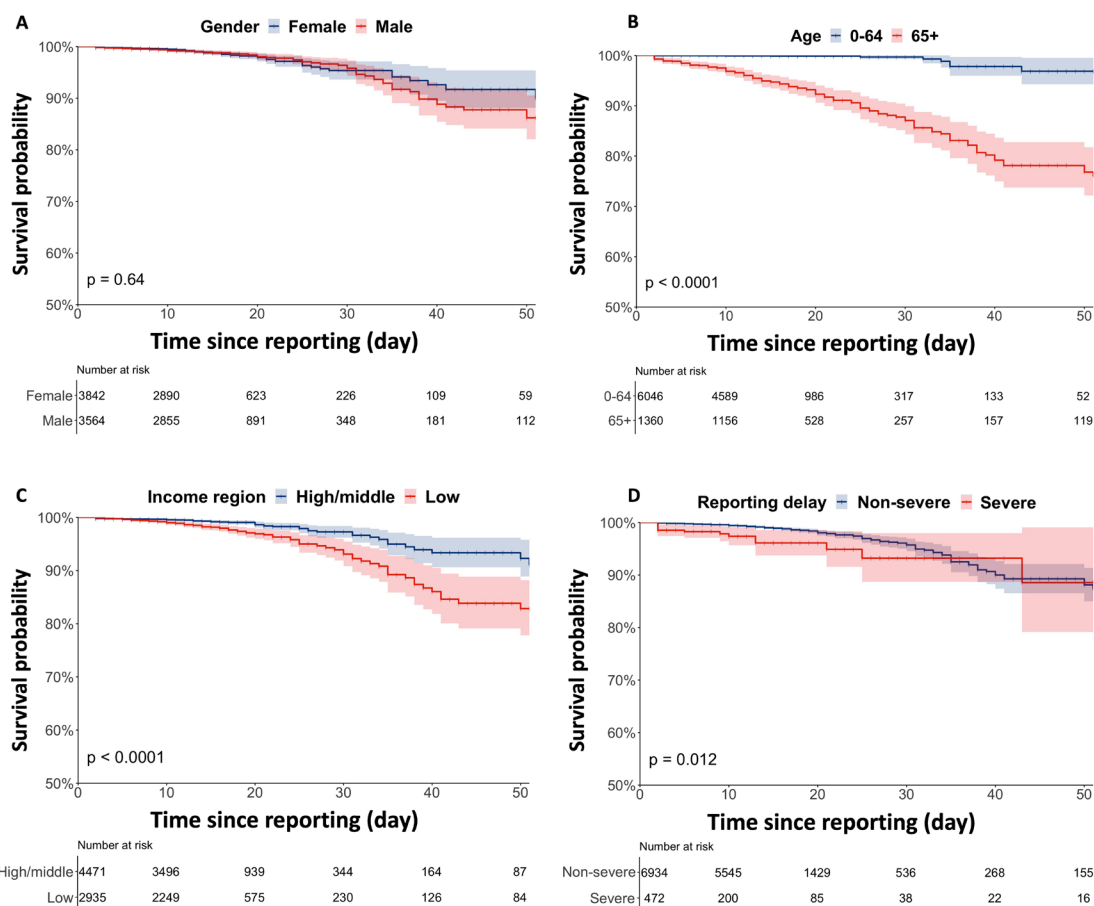 A
Gender Female Male
Survival probability
100%
90%
80%
70%
60%
50%
p = 0.64
0 10 20 30 40 50
Time since reporting (day)
Number at risk
Female 3842 2890 623 226 109 59
Male 3564 2855 891 348 181 112
B
Age 0-64 65+
Survival probability
100%
90%
80%
70%
60%
50%
p < 0.0001
0 10 20 30 40 50
Time since reporting (day)
Number at risk
0-64 6046 4589 986 317 133 52
65+ 1360 1156 528 257 157 119
C
Income region High/middle Low
Survival probability
100%
90%
80%
70%
60%
50%
p < 0.0001
0 10 20 30 40 50
Time since reporting (day)
Number at risk
High/middle 4471 3496 939 344 164 87
Low 2935 2249 575 230 126 84
D
Reporting delay Non-severe Severe
Survival probability
100%
90%
80%
70%
60%
50%
p = 0.012
0 10 20 30 40 50
Time since reporting (day)
Number at risk
Non-severe 6934 5545 1429 536 268 155
Severe 472 200 85 38 22 16